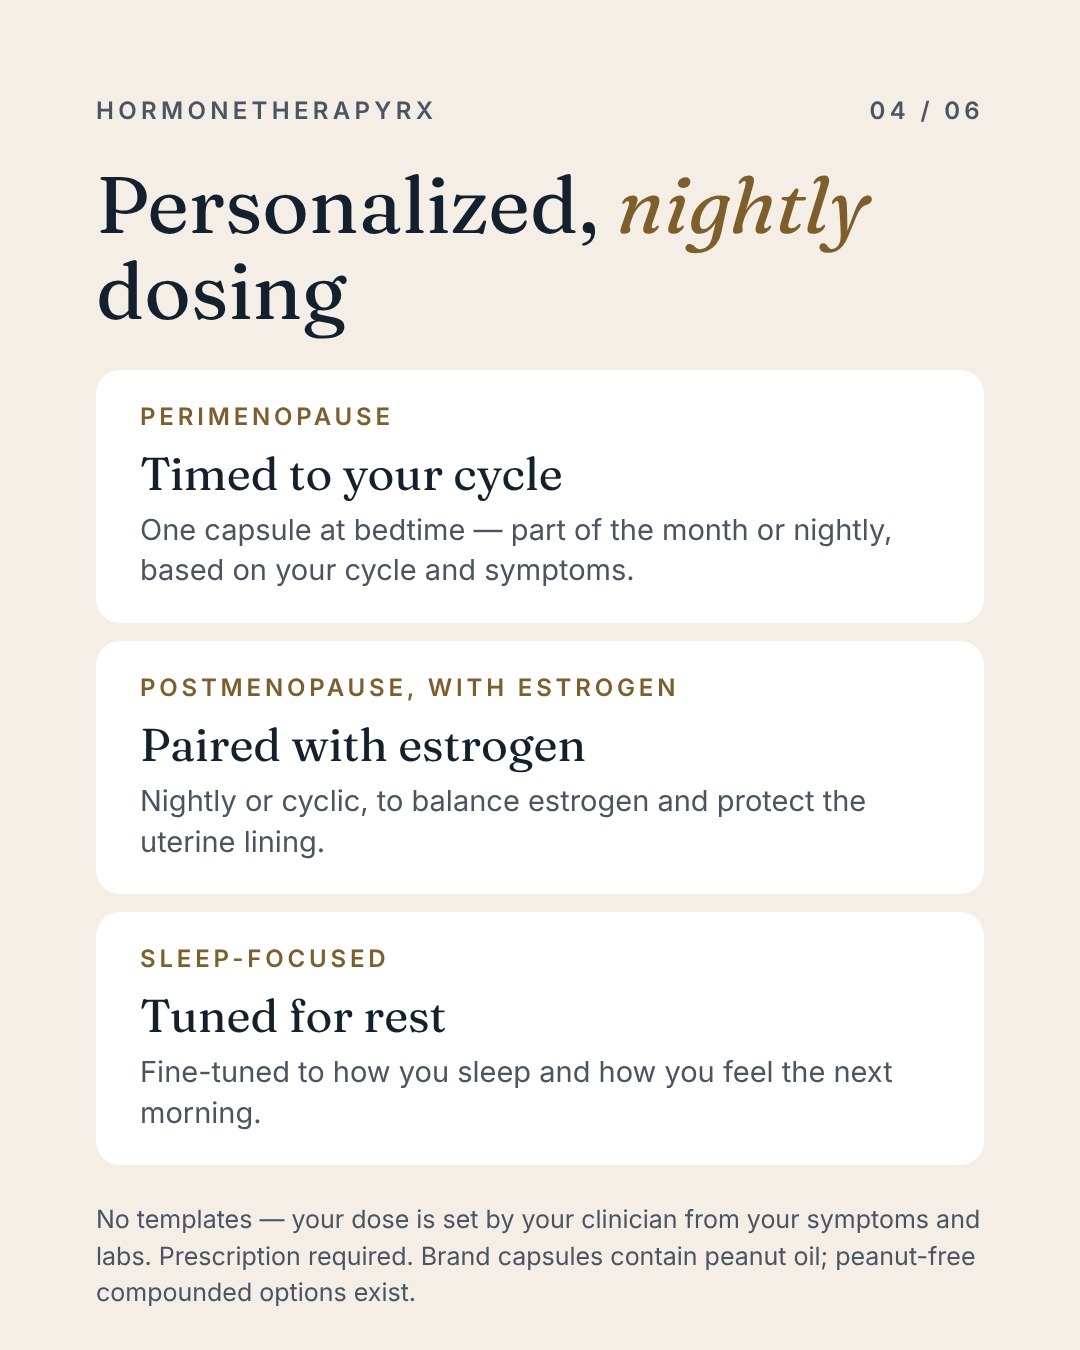 HORMONETHERAPYRX
04 / 06
Personalized, nightly
dosing
PERIMENOPAUSE
Timed to your cycle
One capsule at bedtime — part of the month or nightly,
based on your cycle and symptoms.
POSTMENOPAUSE, WITH ESTROGEN
Paired with estrogen
Nightly or cyclic, to balance estrogen and protect the
uterine lining.
SLEEP-FOCUSED
Tuned for rest
Fine-tuned to how you sleep and how you feel the next
morning.
No templates — your dose is set by your clinician from your symptoms and
labs. Prescription required. Brand capsules contain peanut oil; peanut-free
compounded options exist.